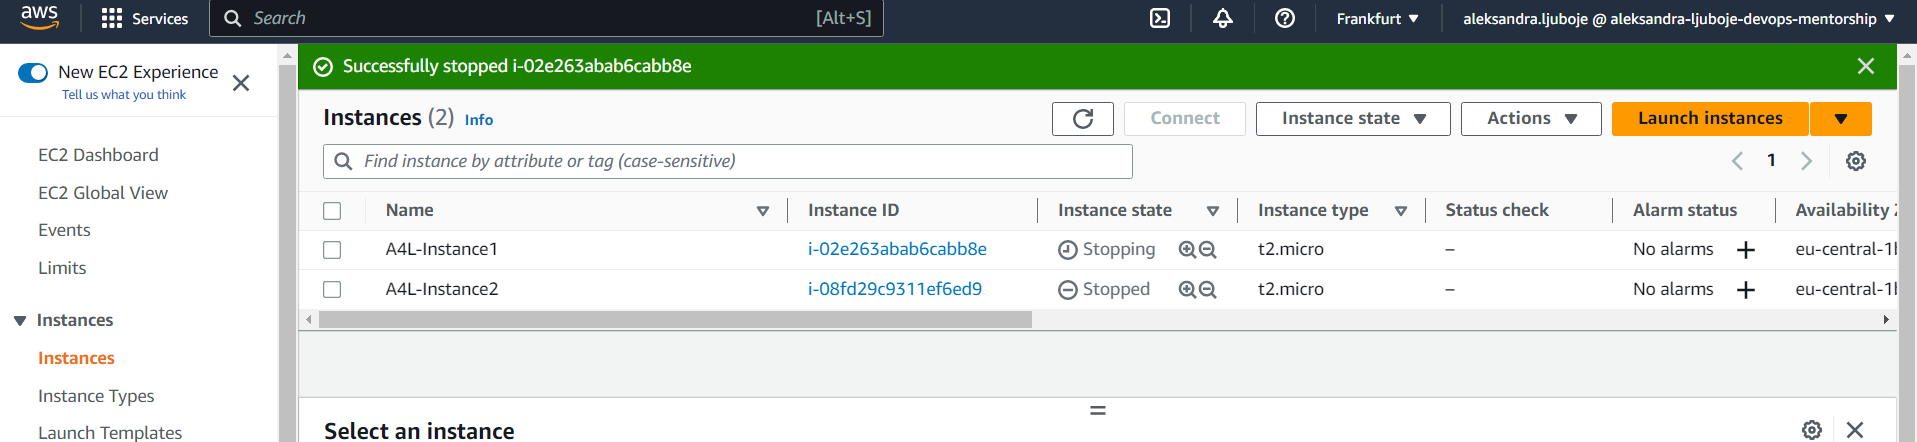 aws Services Search [Alt+S] Frankfurt ▼ aleksandra.ljuboje @ aleksandra-ljuboje-devops-mentorship ▼
New EC2 Experience
Tell us what you think
EC2 Dashboard
EC2 Global View
Events
Limits
Instances
Instances
Instance Types
Launch Templates
Successfully stopped i-02e263abab6cabb8e
Instances (2) Info Connect Instance state Actions Launch instances
Find instance by attribute or tag (case-sensitive) 1
Name Instance ID Instance state Instance type Status check Alarm status Availability Z
A4L-Instance1 i-02e263abab6cabb8e Stopping t2.micro – No alarms + eu-central-1b
A4L-Instance2 i-08fd29c9311ef6ed9 Stopped t2.micro – No alarms + eu-central-1b
Select an instance